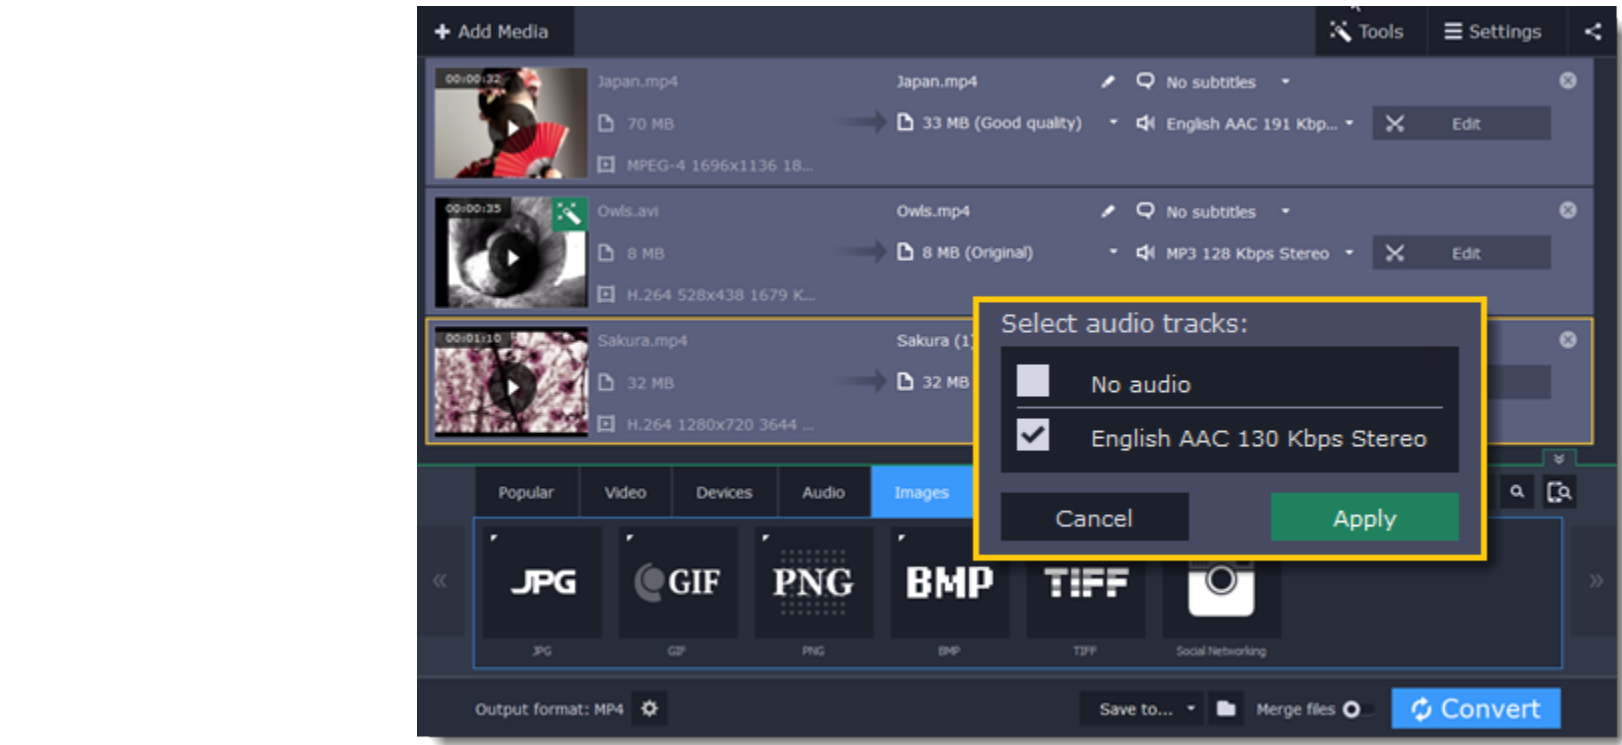 Add Media
Tools
Settings
00:00:32
Japan.mp4
Japan.mp4
No subtitles
70 MB
33 MB (Good quality)
English AAC 191 Kbp...
Edit
MPEG-4 1696x1136 18...
00:00:35
Owls.avi
Owls.mp4
No subtitles
8 MB
8 MB (Original)
MP3 128 Kbps Stereo
Edit
H.264 528x438 1679 K...
00:01:10
Sakura.mp4
Sakura (1)
32 MB
32 MB
H.264 1280x720 3644 ...
Select audio tracks:
No audio
English AAC 130 Kbps Stereo
Cancel
Apply
Popular
Video
Devices
Audio
Images
JPG
GIF
PNG
BMP
TIFF
JPG
GIF
PNG
BMP
TIFF
Social Networking
Output format: MP4
Save to...
Merge files
Convert